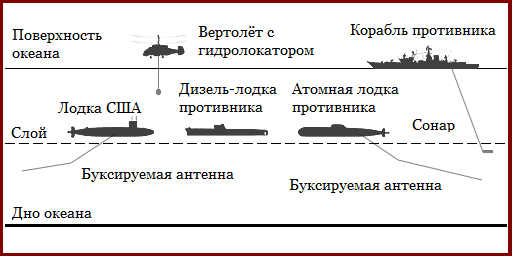 Поверхность
океана
Вертолёт с
гидролокатором
Корабль противника
Лодка США
Дизель-лодка
противника
Атомная лодка
противника
Слой
Сонар
Буксируемая антенна
Буксируемая антенна
Дно океана